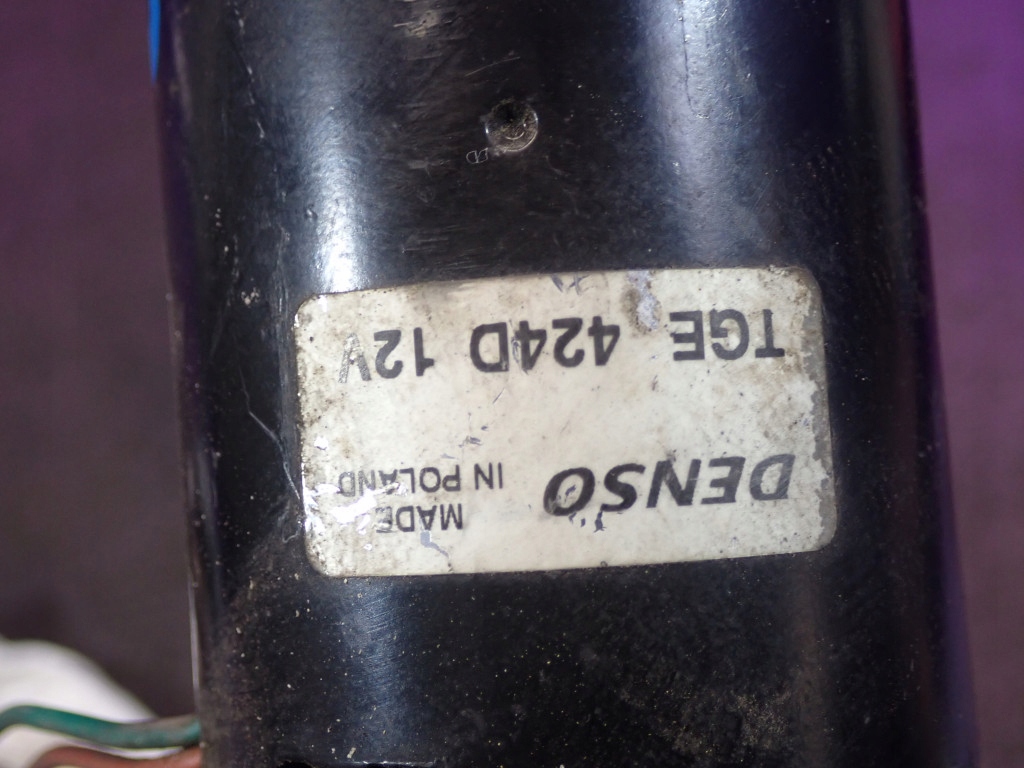 DENSO MADE
IN POLAND
TGE 424D 12V